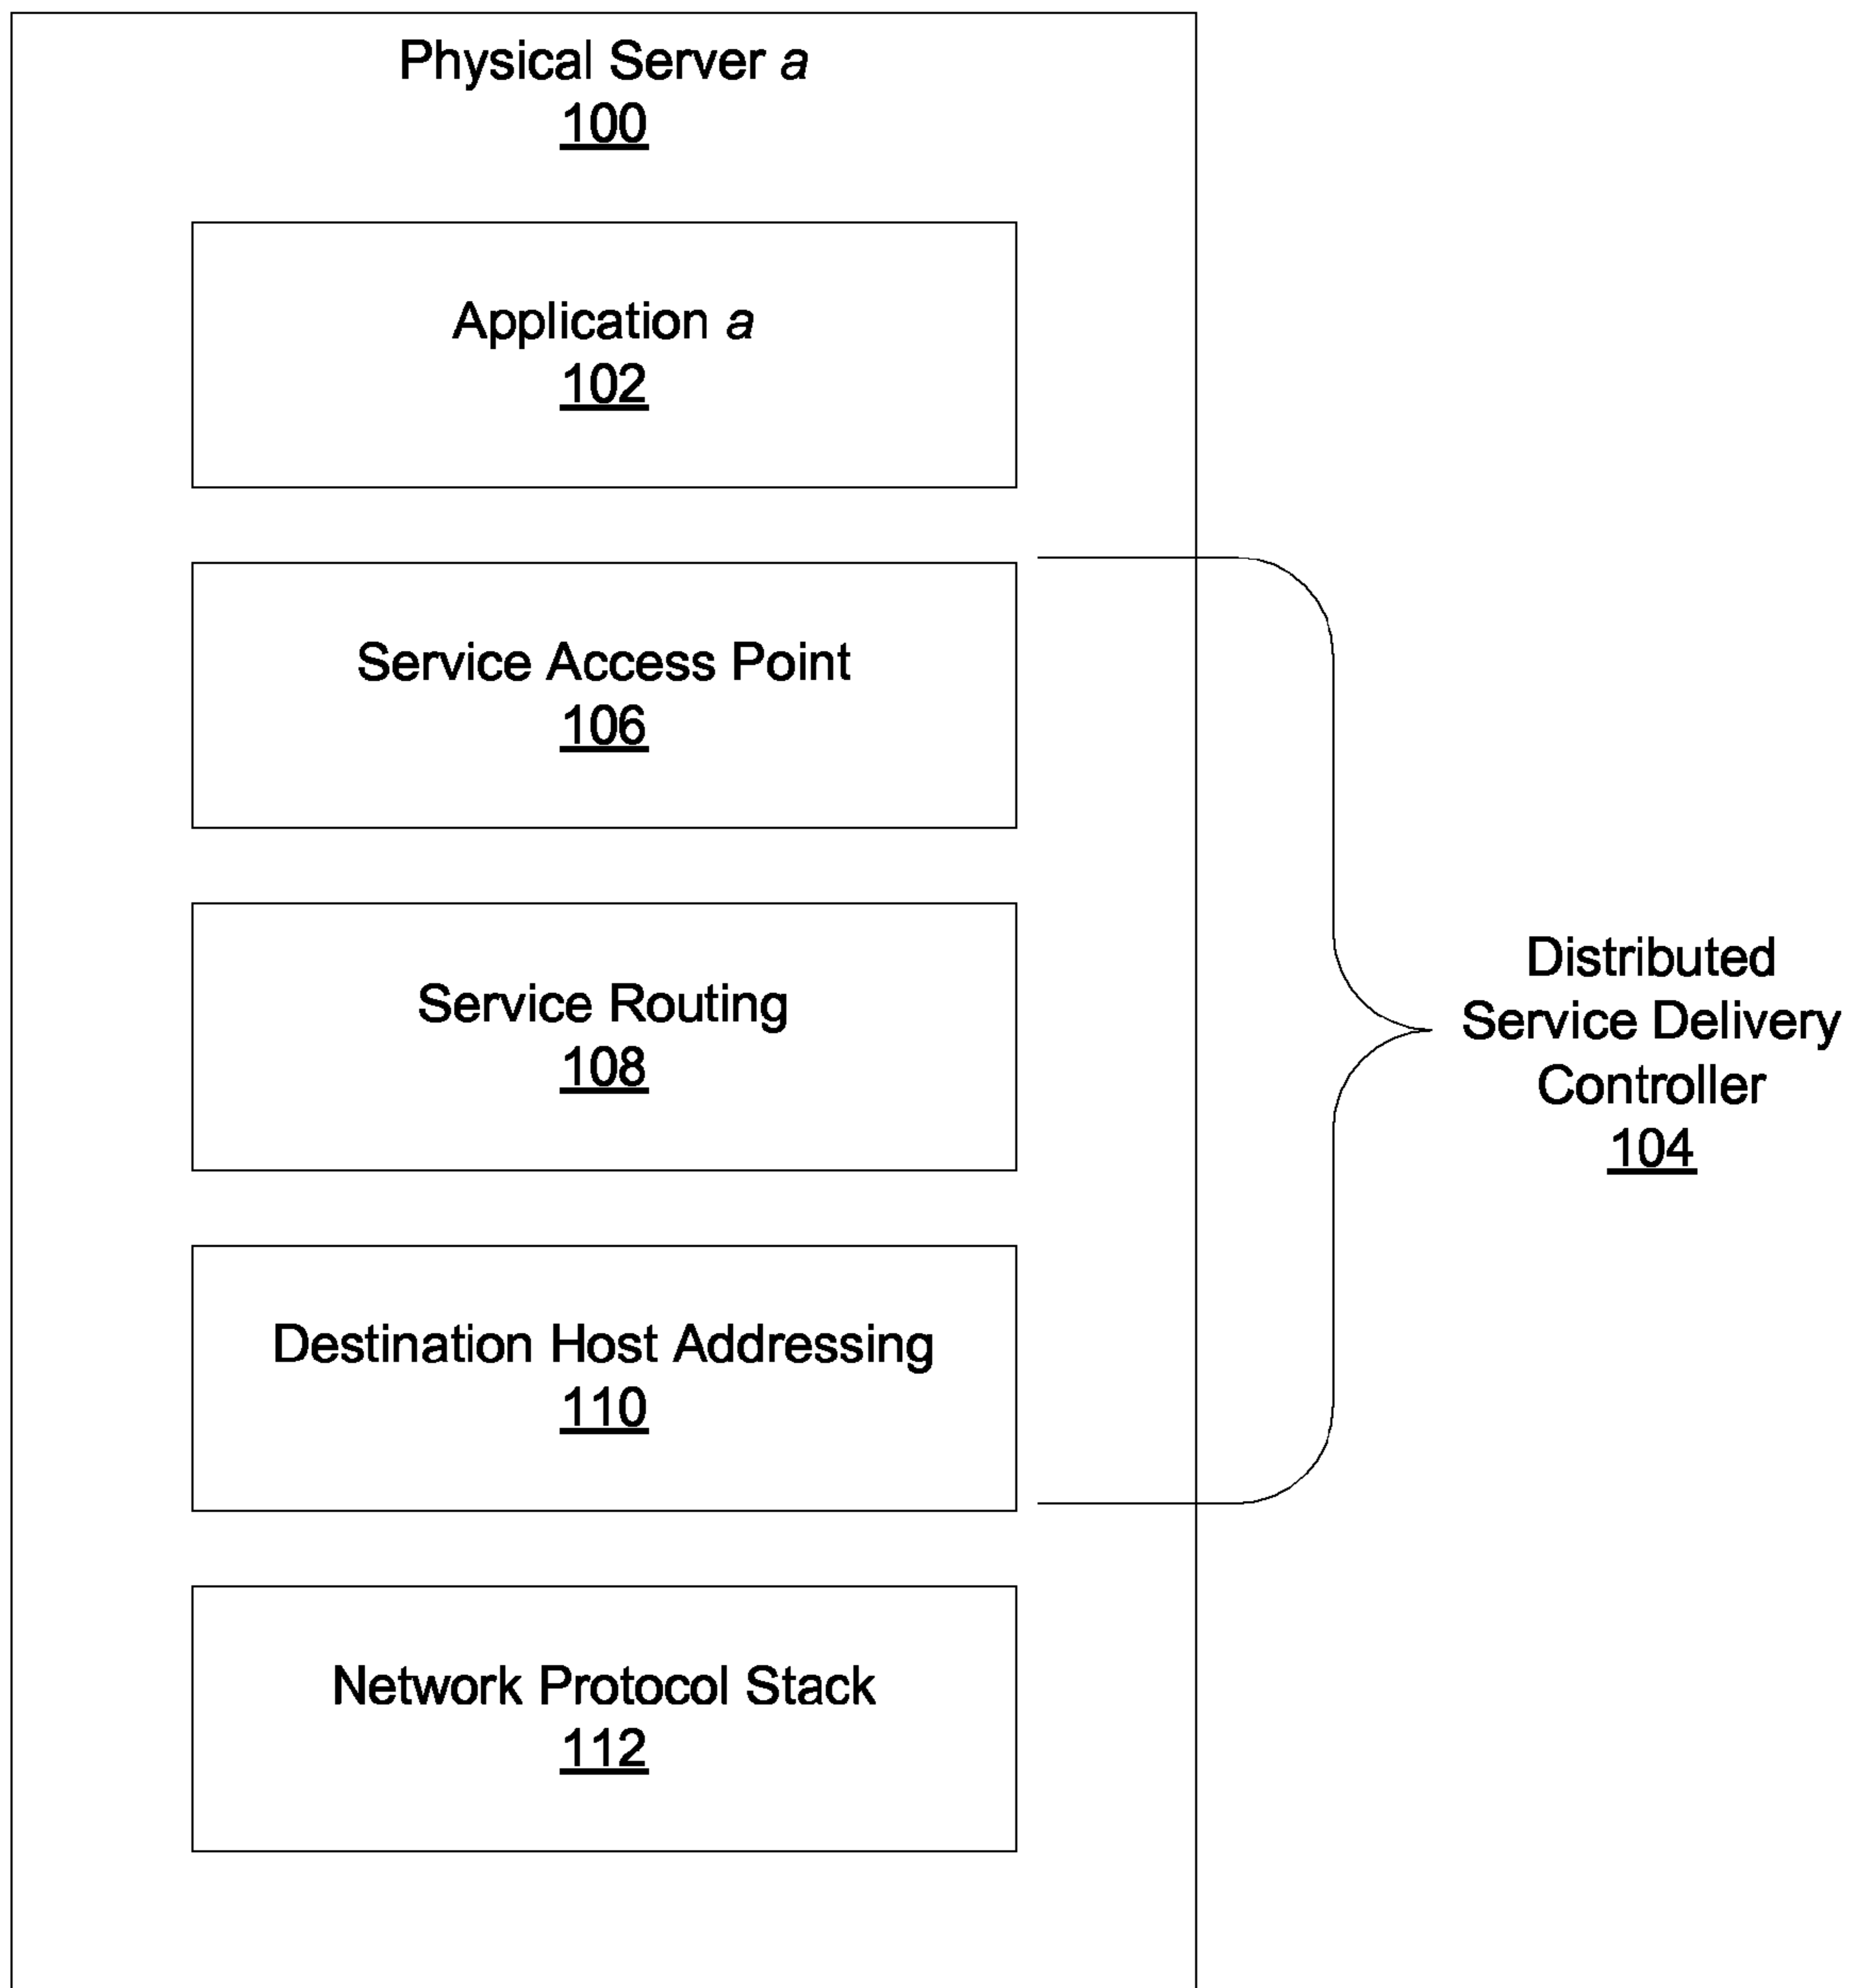 Physical Server a
100
Application a
102
Service Access Point
106
Service Routing
108
Destination Host Addressing
110
Network Protocol Stack
112
Distributed
Service Delivery
Controller
104